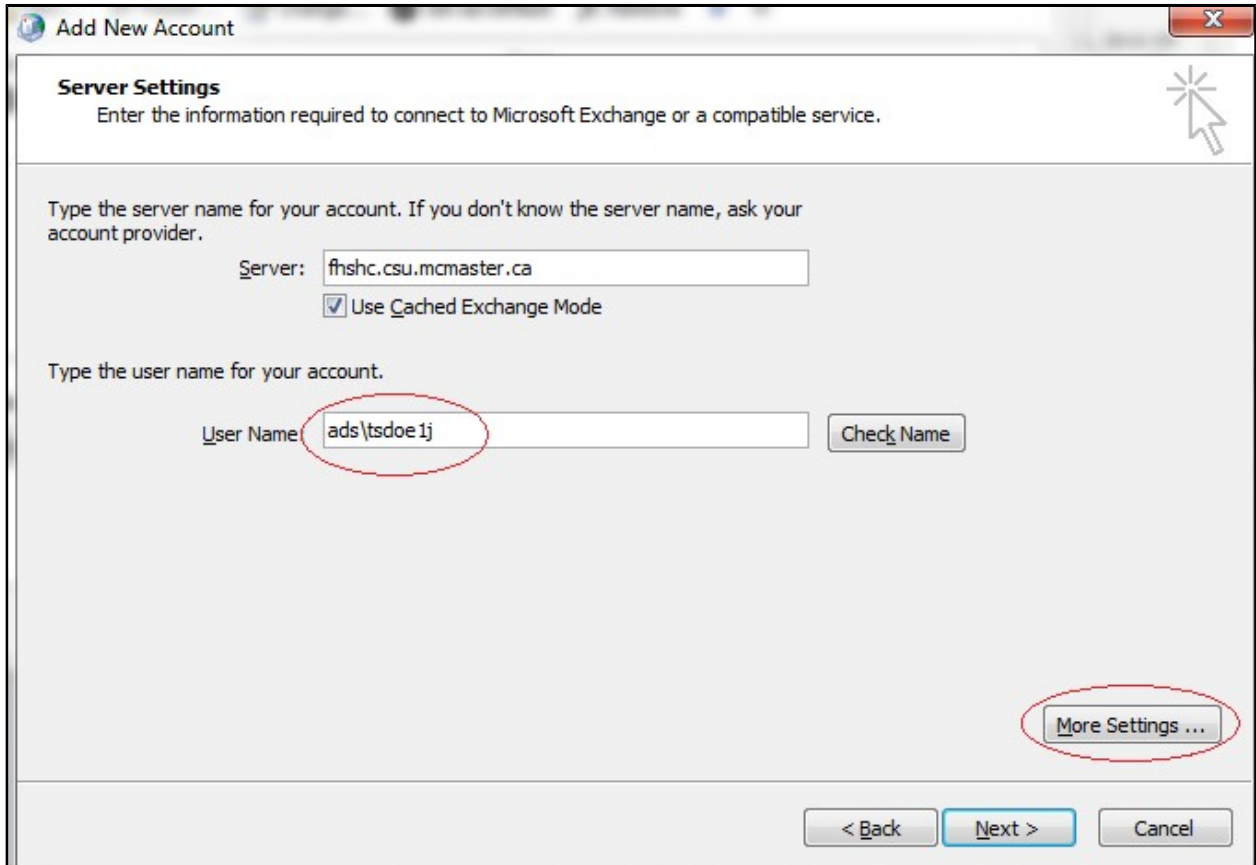 Add New Account
Server Settings
Enter the information required to connect to Microsoft Exchange or a compatible service.
Type the server name for your account. If you don't know the server name, ask your
account provider.
Server: fhshc.csu.mcmaster.ca
Use Cached Exchange Mode
Type the user name for your account.
User Name ads\tsdoe1j Check Name
More Settings ...
< Back Next > Cancel